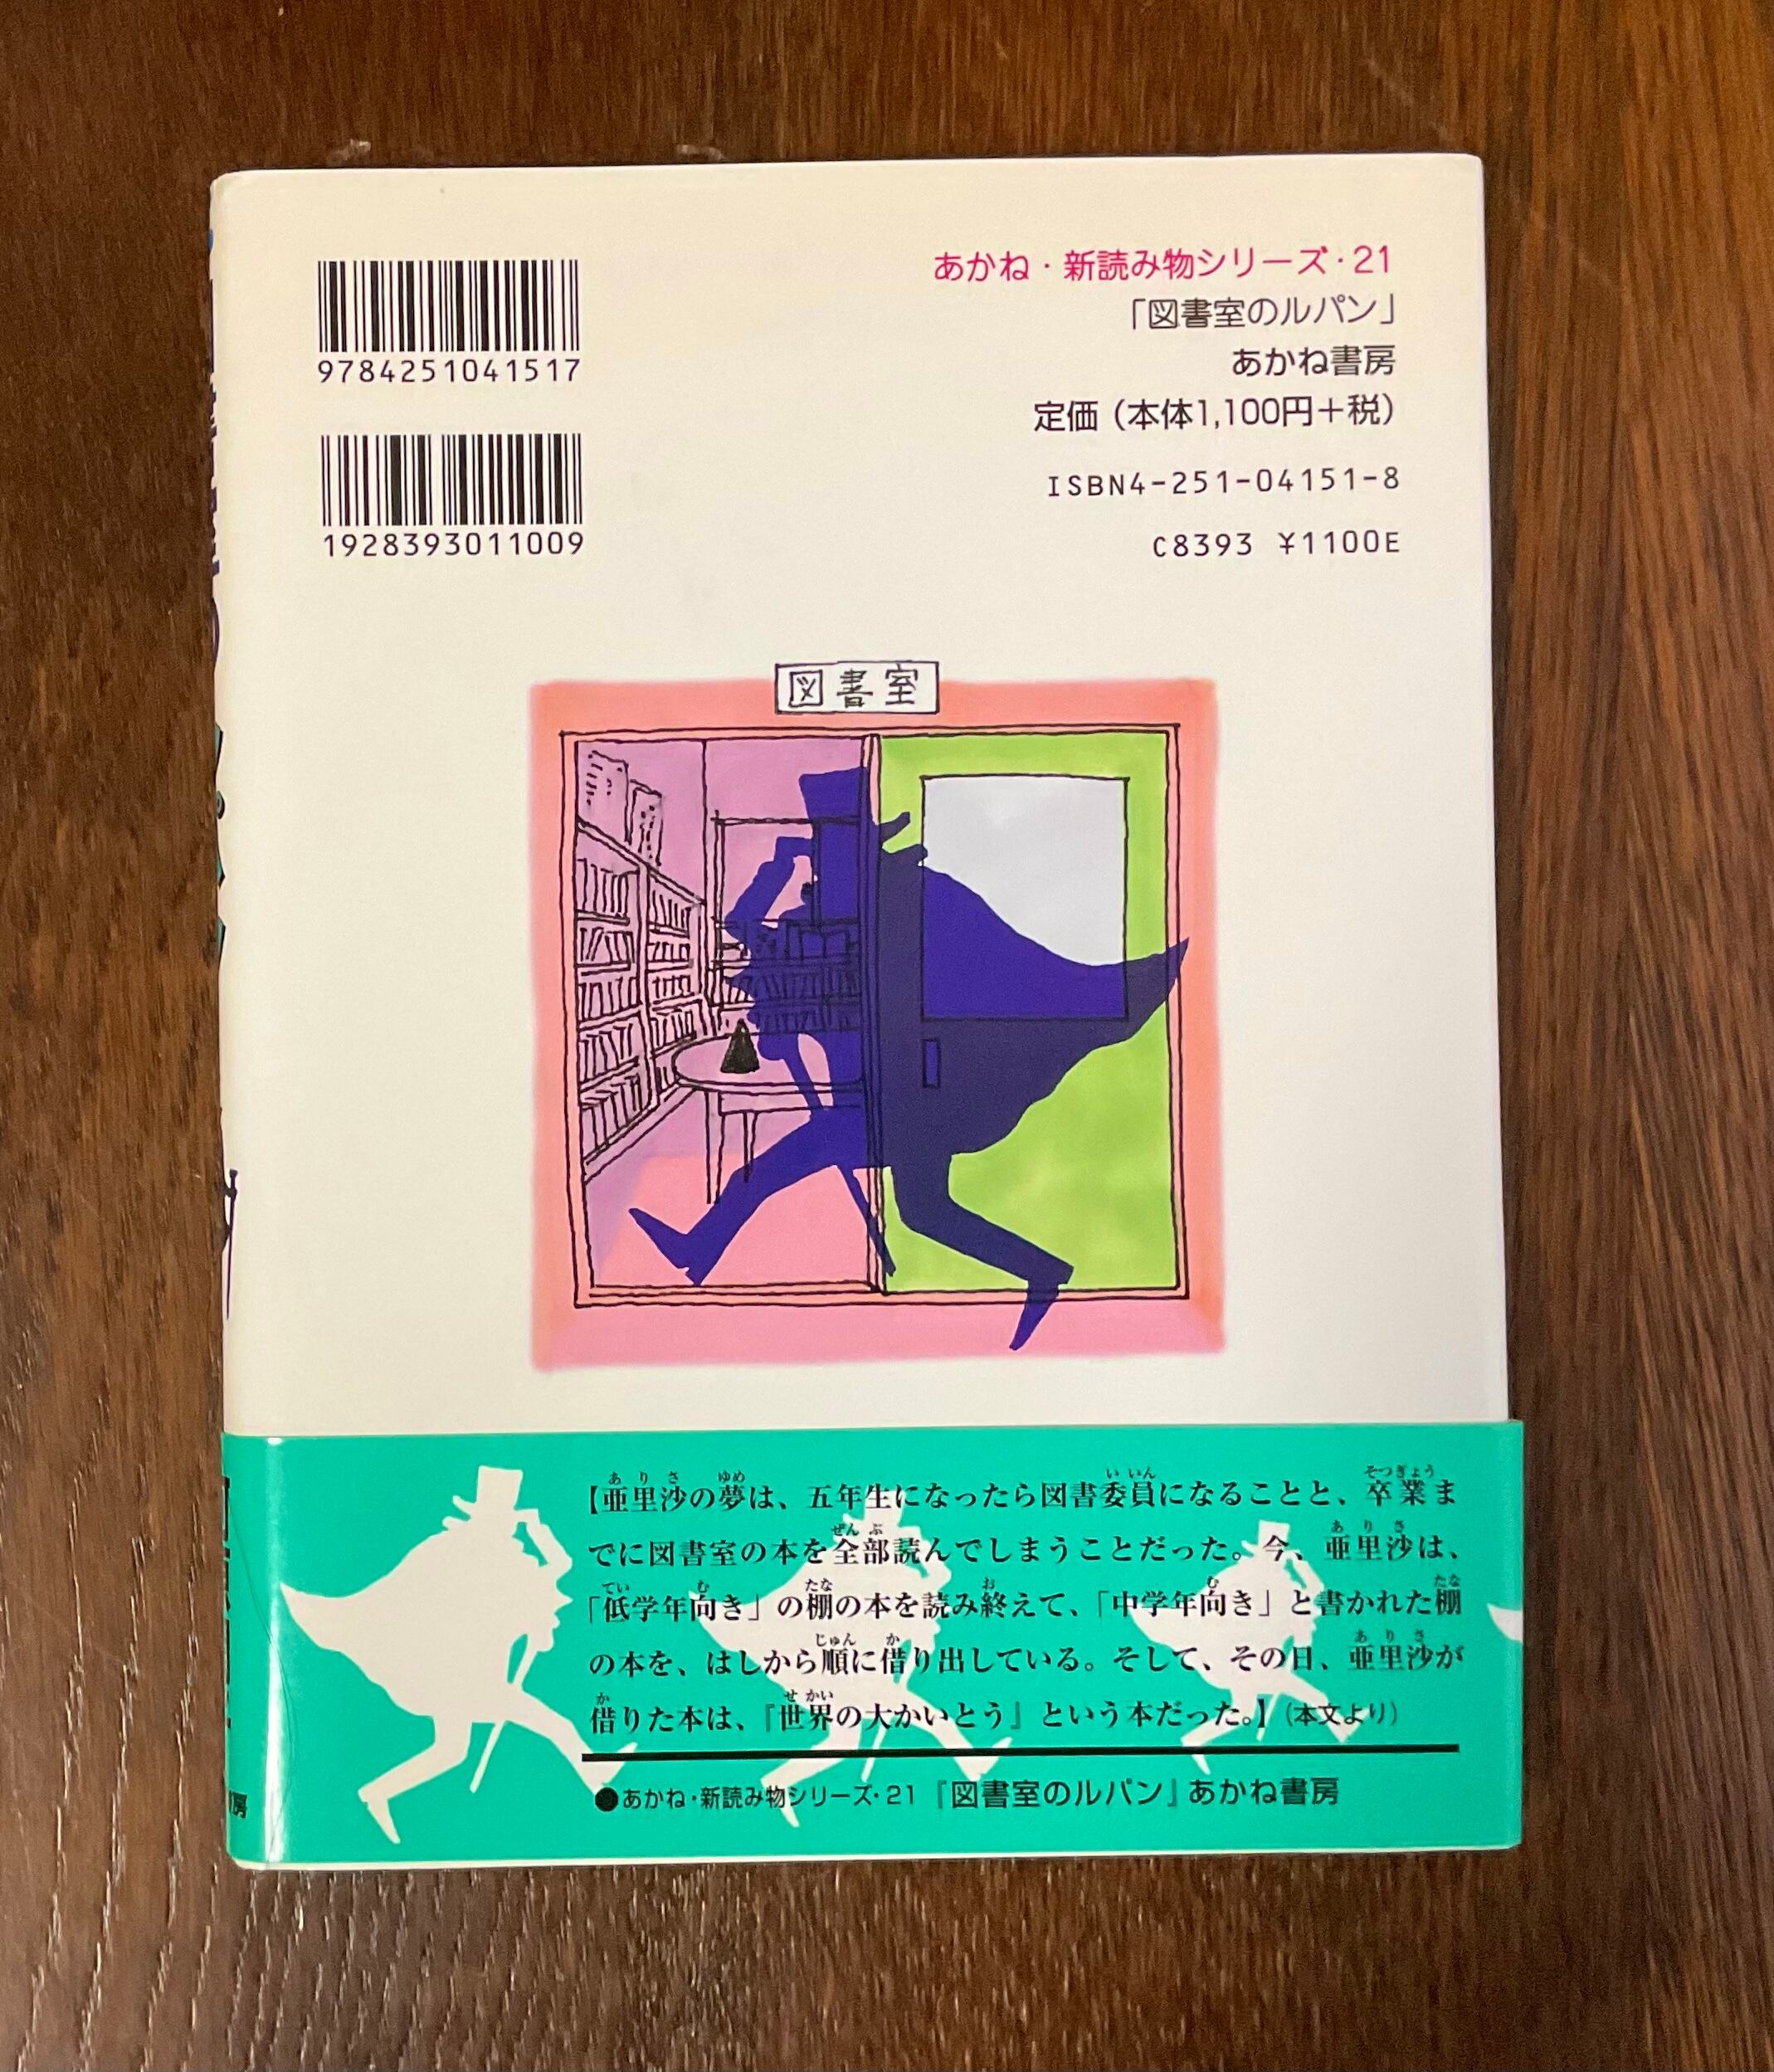 9784251041517
1928393011009
あかね・新読み物シリーズ・21
「図書室のルパン」
あかね書房
定価（本体1,100円＋税）
ISBN4-251-04151-8
C8393 ¥1100E
図書室
【亜里沙の夢は、五年生になったら図書委員になることと、卒業ま
でに図書室の本を全部読んでしまうことだった。今、亜里沙は、
「低学年向き」の棚の本を読み終えて、「中学年向き」と書かれた棚
の本を、はしから順に借り出している。そして、その日、亜里沙が
借りた本は、『世界の大かいとう』という本だった。】（本文より）
●あかね・新読み物シリーズ・21『図書室のルパン』あかね書房